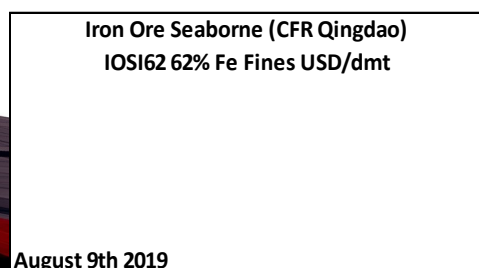 Iron Ore Seaborne (CFR Qingdao)
IOSI62 62% Fe Fines USD/dmt
August 9th 2019